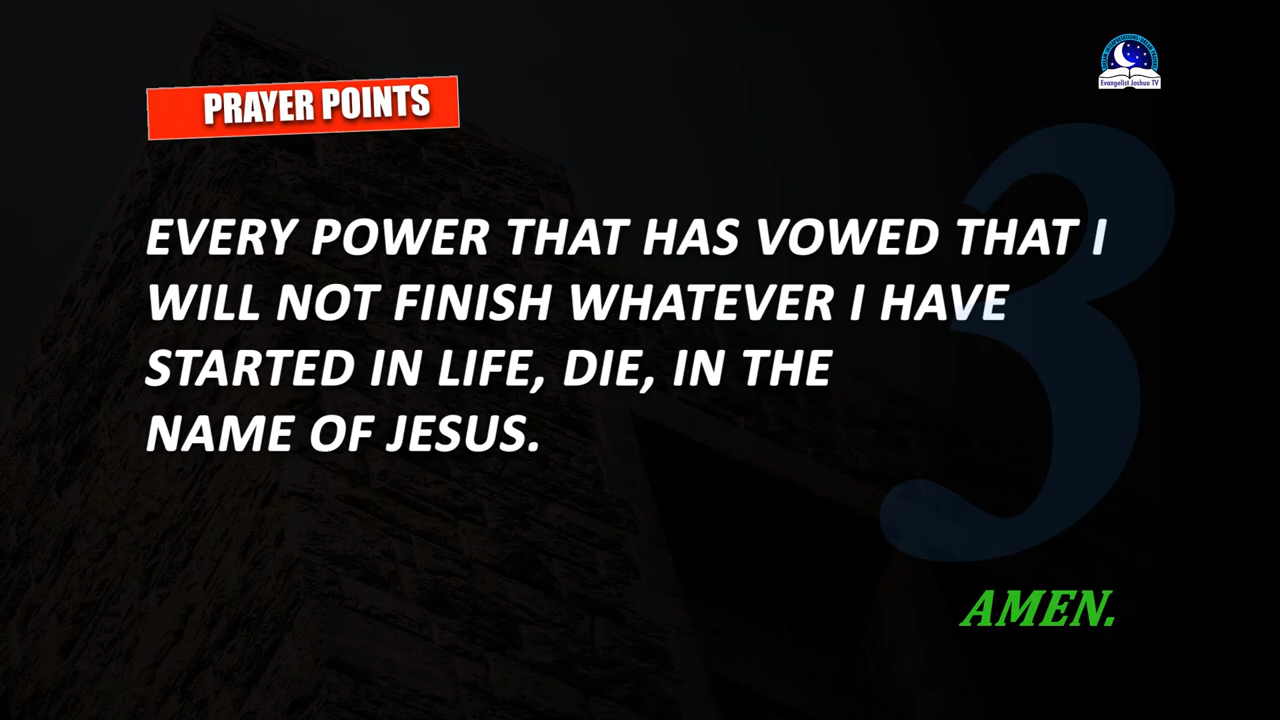 Evangelist Joshua TV
PRAYER POINTS
3
EVERY POWER THAT HAS VOWED THAT I
WILL NOT FINISH WHATEVER I HAVE
STARTED IN LIFE, DIE, IN THE
NAME OF JESUS.
AMEN.